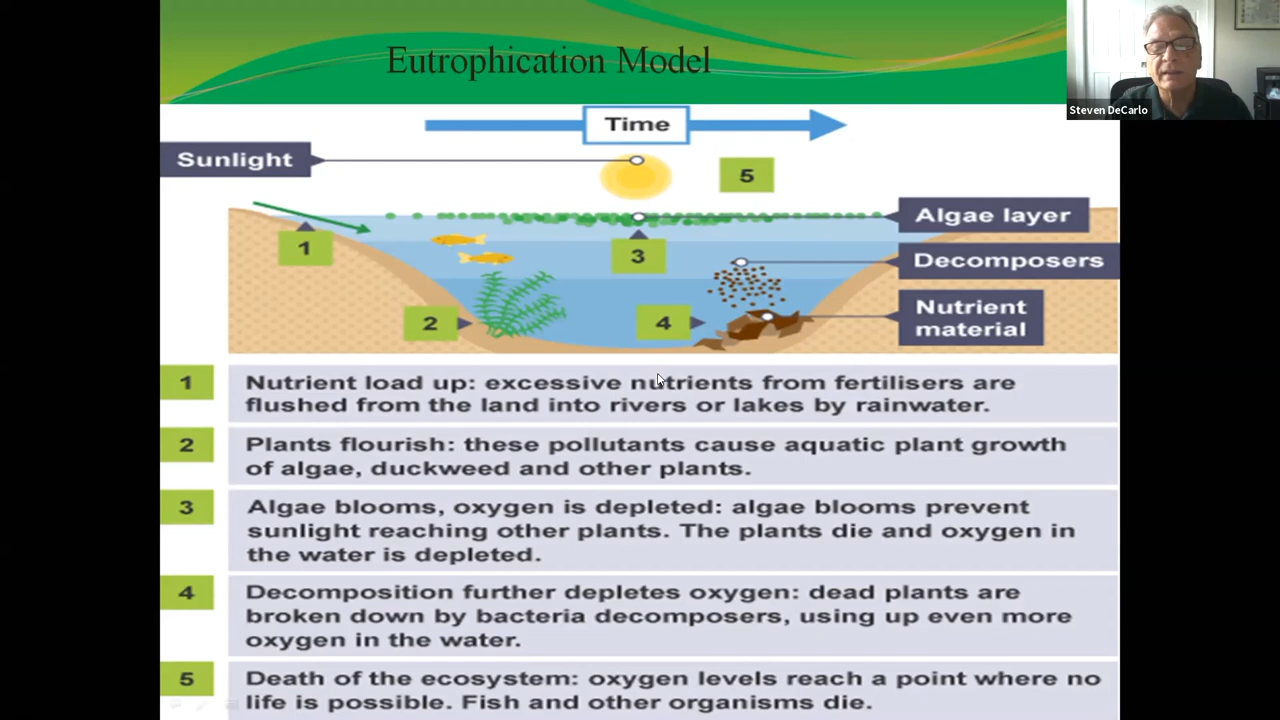 Eutrophication Model
Steven DeCarlo
Time
Sunlight
5
Algae layer
1
3
Decomposers
2
4
Nutrient
material
1
Nutrient load up: excessive nutrients from fertilisers are
flushed from the land into rivers or lakes by rainwater.
2
Plants flourish: these pollutants cause aquatic plant growth
of algae, duckweed and other plants.
3
Algae blooms, oxygen is depleted: algae blooms prevent
sunlight reaching other plants. The plants die and oxygen in
the water is depleted.
4
Decomposition further depletes oxygen: dead plants are
broken down by bacteria decomposers, using up even more
oxygen in the water.
5
Death of the ecosystem: oxygen levels reach a point where no
life is possible. Fish and other organisms die.